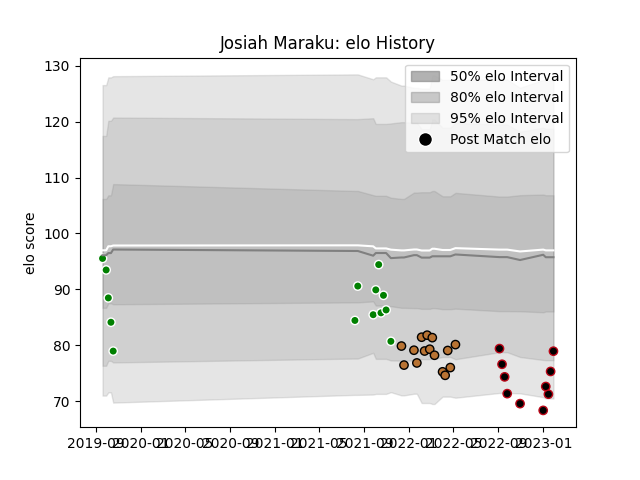 Josiah Maraku: elo History
130
120
110
100
90
80
70
elo score
50% elo Interval
80% elo Interval
95% elo Interval
Post Match elo
2019-09 2020-01 2020-05 2020-09 2021-01 2021-05 2021-09 2022-01 2022-05 2022-09 2023-01